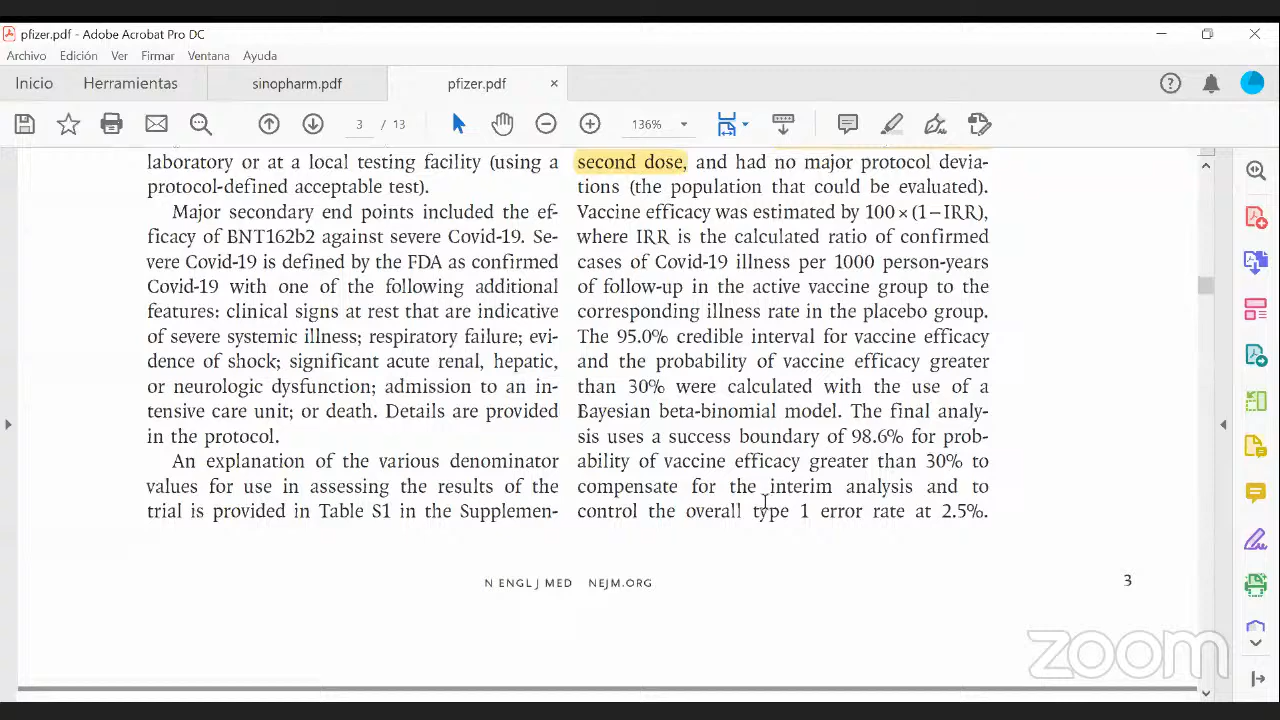 pfizer.pdf - Adobe Acrobat Pro DC
Archivo Edición Ver Firmar Ventana Ayuda
Inicio Herramientas sinopharm.pdf pfizer.pdf
3 / 13 136%
laboratory or at a local testing facility (using a
protocol-defined acceptable test).
Major secondary end points included the ef-
ficacy of BNT162b2 against severe Covid-19. Se-
vere Covid-19 is defined by the FDA as confirmed
Covid-19 with one of the following additional
features: clinical signs at rest that are indicative
of severe systemic illness; respiratory failure; evi-
dence of shock; significant acute renal, hepatic,
or neurologic dysfunction; admission to an in-
tensive care unit; or death. Details are provided
in the protocol.
An explanation of the various denominator
values for use in assessing the results of the
trial is provided in Table S1 in the Supplemen-
second dose, and had no major protocol devia-
tions (the population that could be evaluated).
Vaccine efficacy was estimated by 100 × (1 – IRR),
where IRR is the calculated ratio of confirmed
cases of Covid-19 illness per 1000 person-years
of follow-up in the active vaccine group to the
corresponding illness rate in the placebo group.
The 95.0% credible interval for vaccine efficacy
and the probability of vaccine efficacy greater
than 30% were calculated with the use of a
Bayesian beta-binomial model. The final analy-
sis uses a success boundary of 98.6% for prob-
ability of vaccine efficacy greater than 30% to
compensate for the interim analysis and to
control the overall type 1 error rate at 2.5%.
N ENGL J MED NEJM.ORG
3
zoom